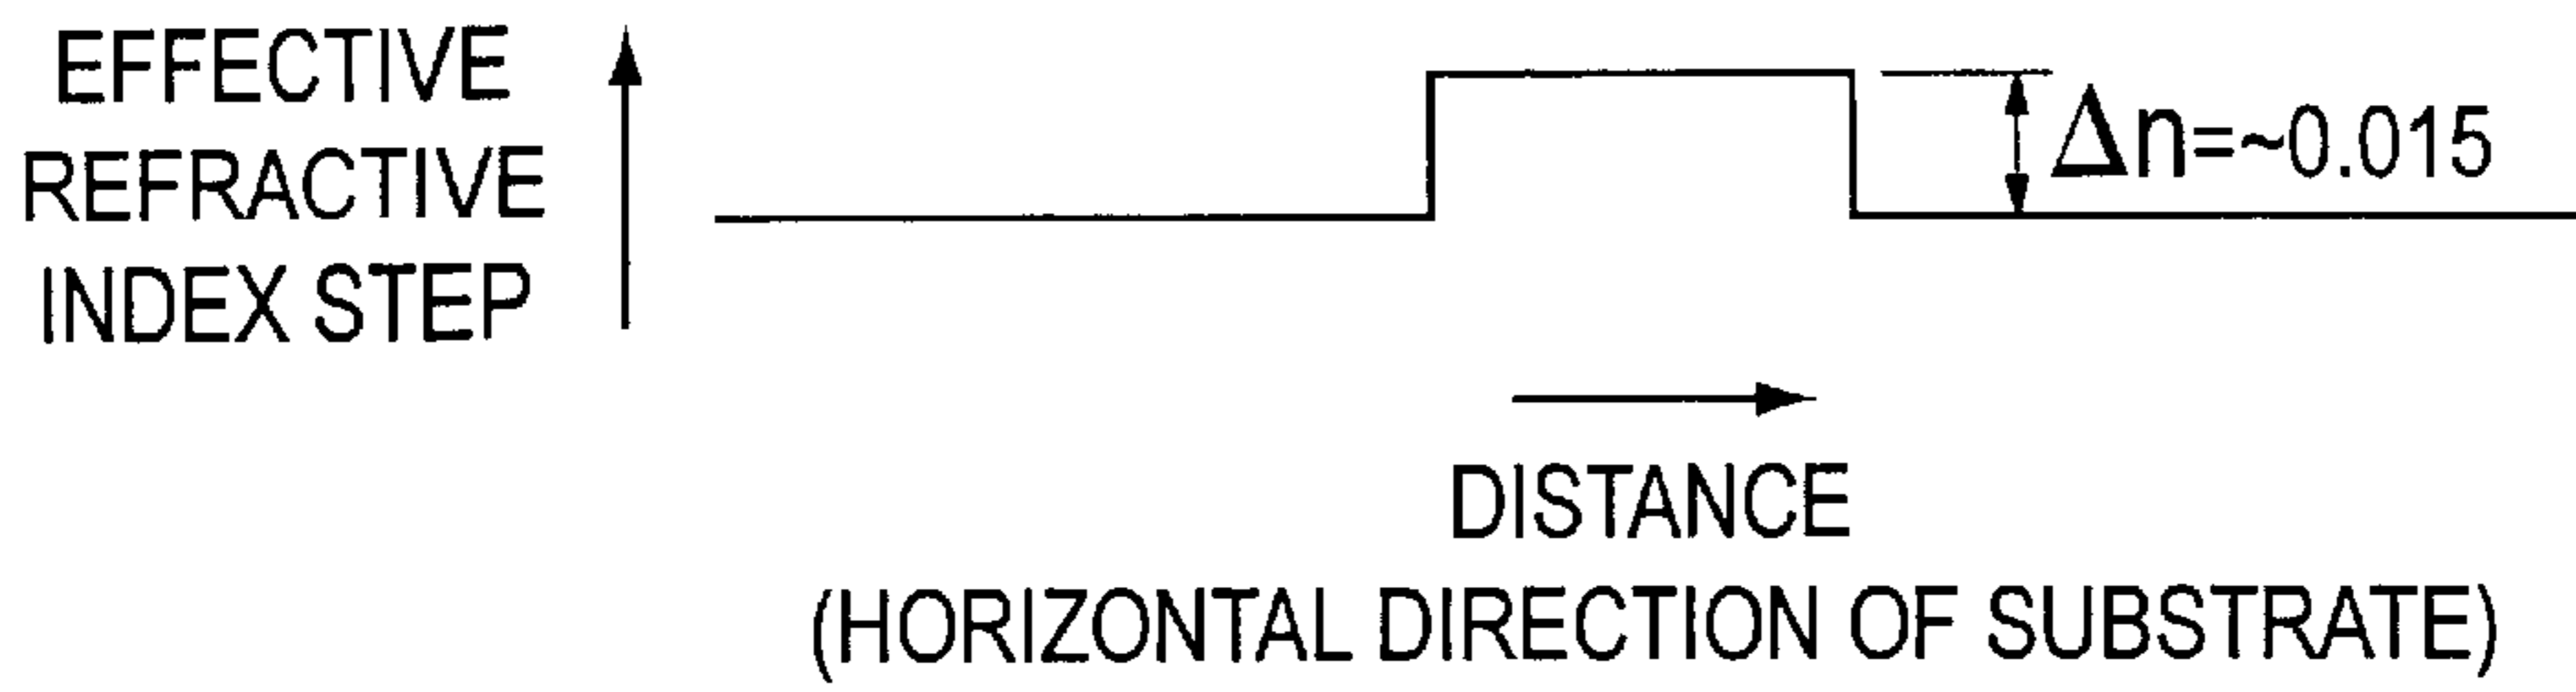 EFFECTIVE
REFRACTIVE
INDEX STEP
Δn=~0.015
DISTANCE
(HORIZONTAL DIRECTION OF SUBSTRATE)